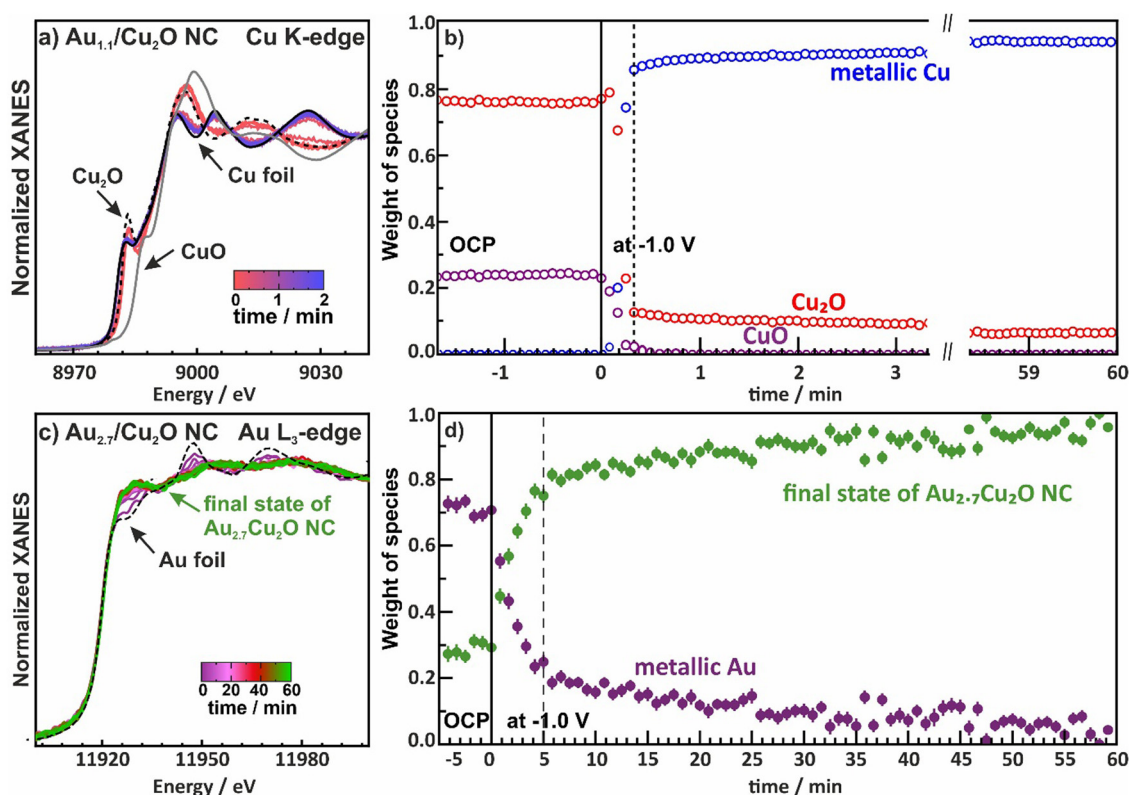 a) Au₁.₁/Cu₂O NC Cu K-edge
Normalized XANES
Cu₂O
Cu foil
CuO
0 1 2
time / min
8970 9000 9030
Energy / eV
b)
Weight of species
1.0
0.8
0.6
0.4
0.2
0.0
//
metallic Cu
OCP
at -1.0 V
Cu₂O
CuO
//
-1 0 1 2 3 59 60
time / min
c) Au₂.₇/Cu₂O NC Au L₃-edge
Normalized XANES
final state of
Au₂.₇Cu₂O NC
Au foil
0 20 40 60
time / min
11920 11950 11980
Energy / eV
d)
Weight of species
1.0
0.8
0.6
0.4
0.2
0.0
final state of Au₂.₇Cu₂O NC
metallic Au
OCP
at -1.0 V
-5 0 5 10 15 20 25 30 35 40 45 50 55 60
time / min